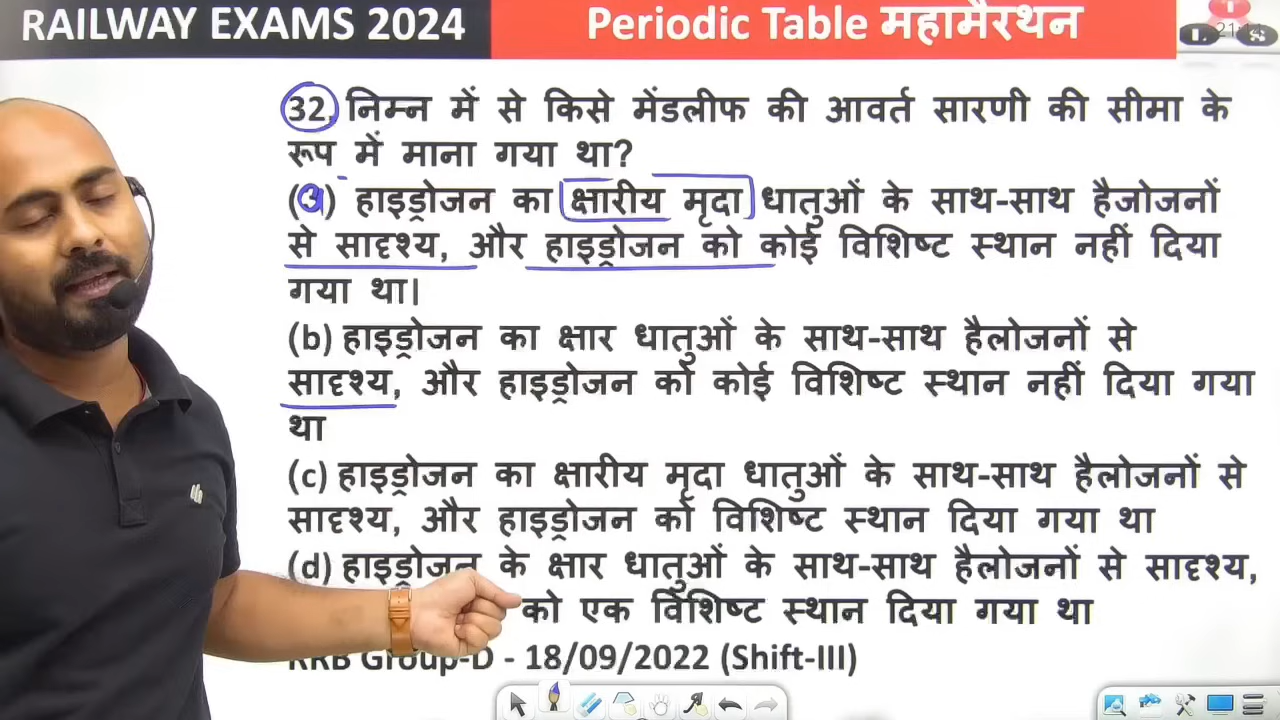 RAILWAY EXAMS 2024
Periodic Table महामैरथन
32. निम्न में से किसे मेंडलीफ की आवर्त सारणी की सीमा के
रूप में माना गया था?
(a) हाइड्रोजन का क्षारीय मृदा धातुओं के साथ-साथ हैजोजनों
से सादृश्य, और हाइड्रोजन को कोई विशिष्ट स्थान नहीं दिया
गया था।
(b) हाइड्रोजन का क्षार धातुओं के साथ-साथ हैलोजनों से
सादृश्य, और हाइड्रोजन को कोई विशिष्ट स्थान नहीं दिया गया
था
(c) हाइड्रोजन का क्षारीय मृदा धातुओं के साथ-साथ हैलोजनों से
सादृश्य, और हाइड्रोजन को विशिष्ट स्थान दिया गया था
(d) हाइड्रोजन के क्षार धातुओं के साथ-साथ हैलोजनों से सादृश्य,
को एक विशिष्ट स्थान दिया गया था
RRB Group-D - 18/09/2022 (Shift-III)